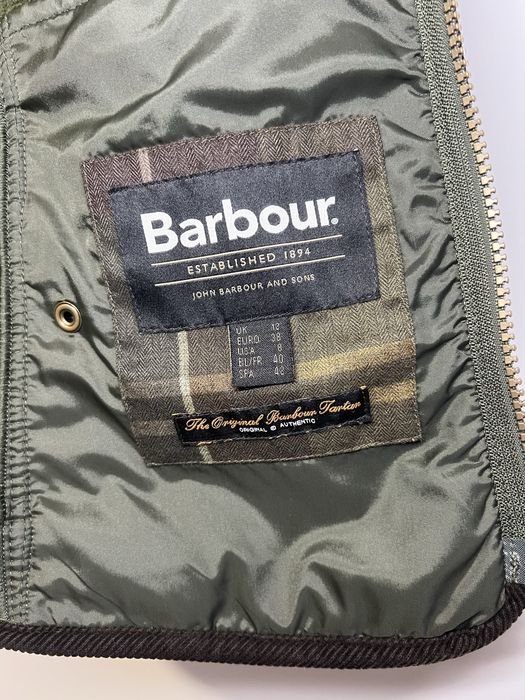 Barbour.
ESTABLISHED 1894
JOHN BARBOUR AND SONS
UK 12
EURO 38
USA 8
BL/FR 40
SPA 42
The Original Barbour Tartan
ORIGINAL © AUTHENTIC